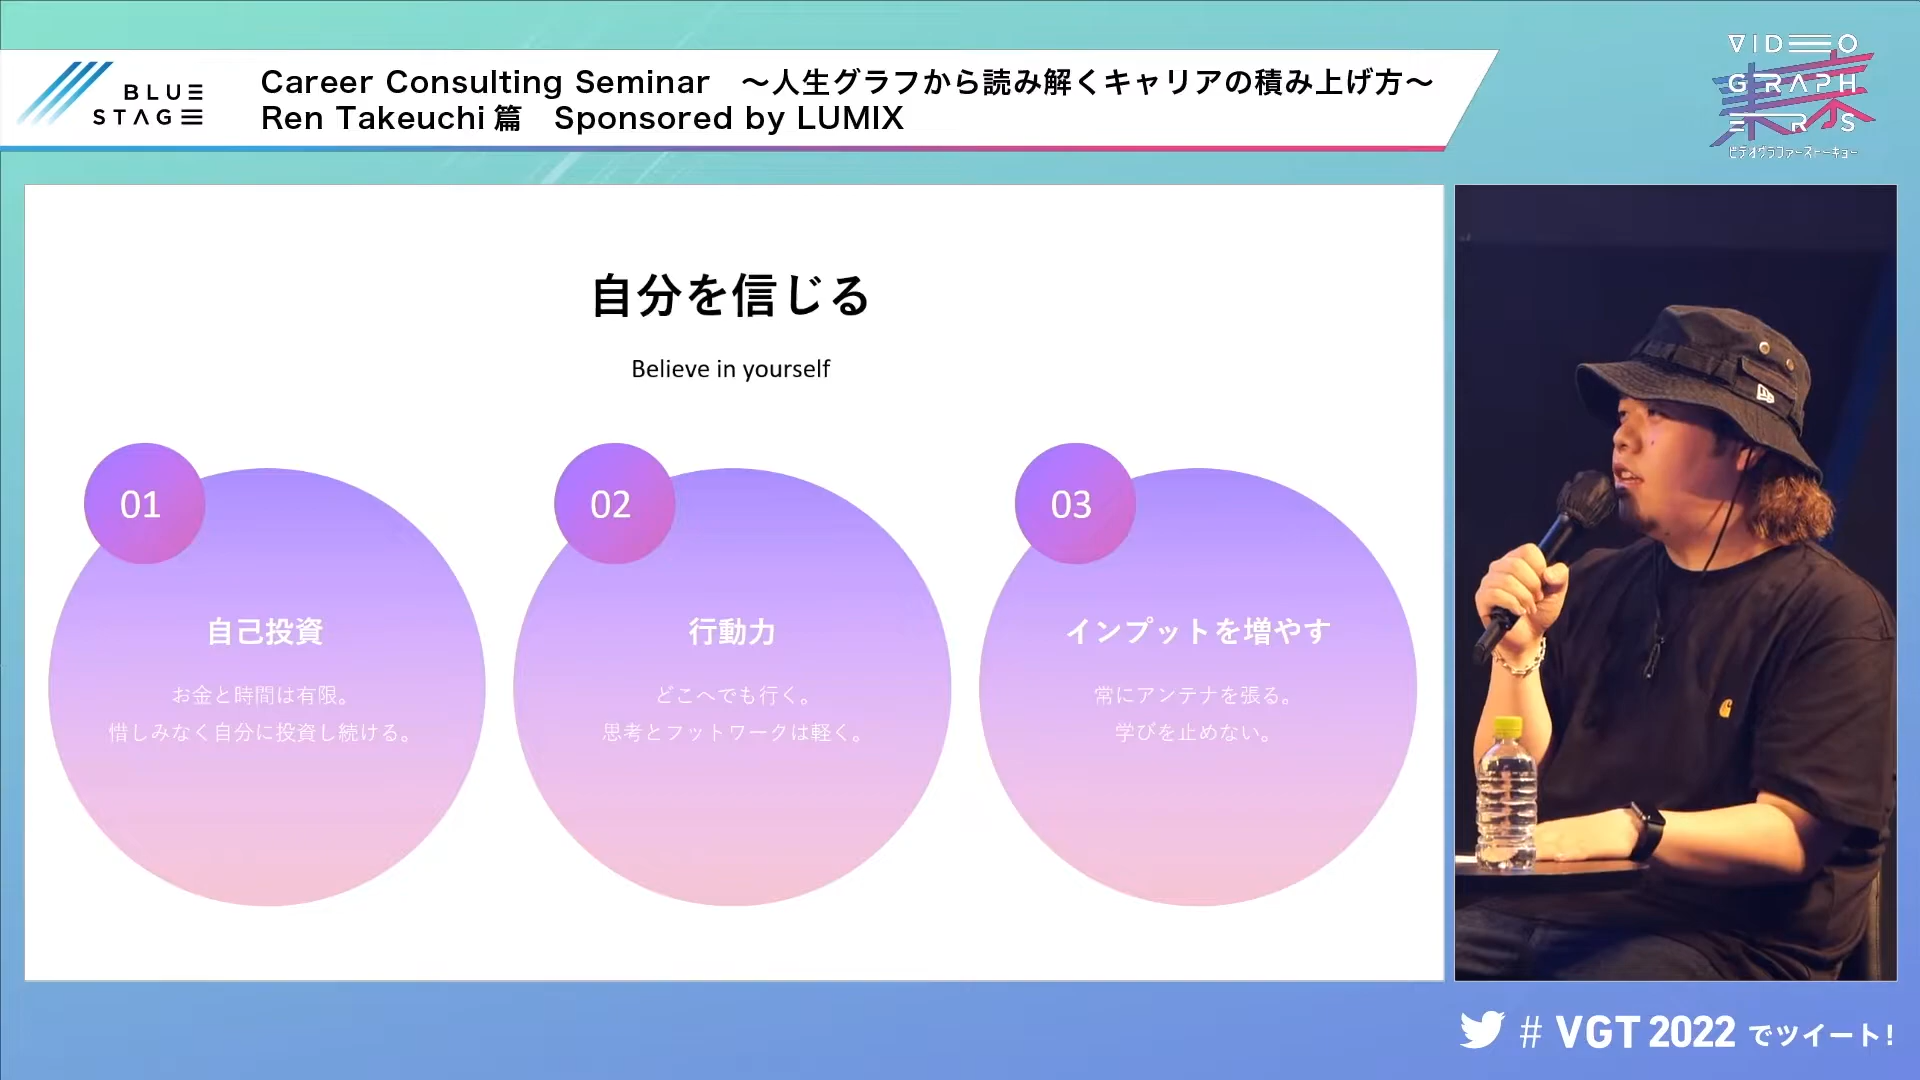 BLUE
STAGE
Career Consulting Seminar ～人生グラフから読み解くキャリアの積み上げ方～
Ren Takeuchi 篇 Sponsored by LUMIX
VIDEO
GRAPH
ERS
東京
ビデオグラファーズトーキョー
自分を信じる
Believe in yourself
01
自己投資
お金と時間は有限。
惜しみなく自分に投資し続ける。
02
行動力
どこへでも行く。
思考とフットワークは軽く。
03
インプットを増やす
常にアンテナを張る。
学びを止めない。
# VGT 2022 でツイート!